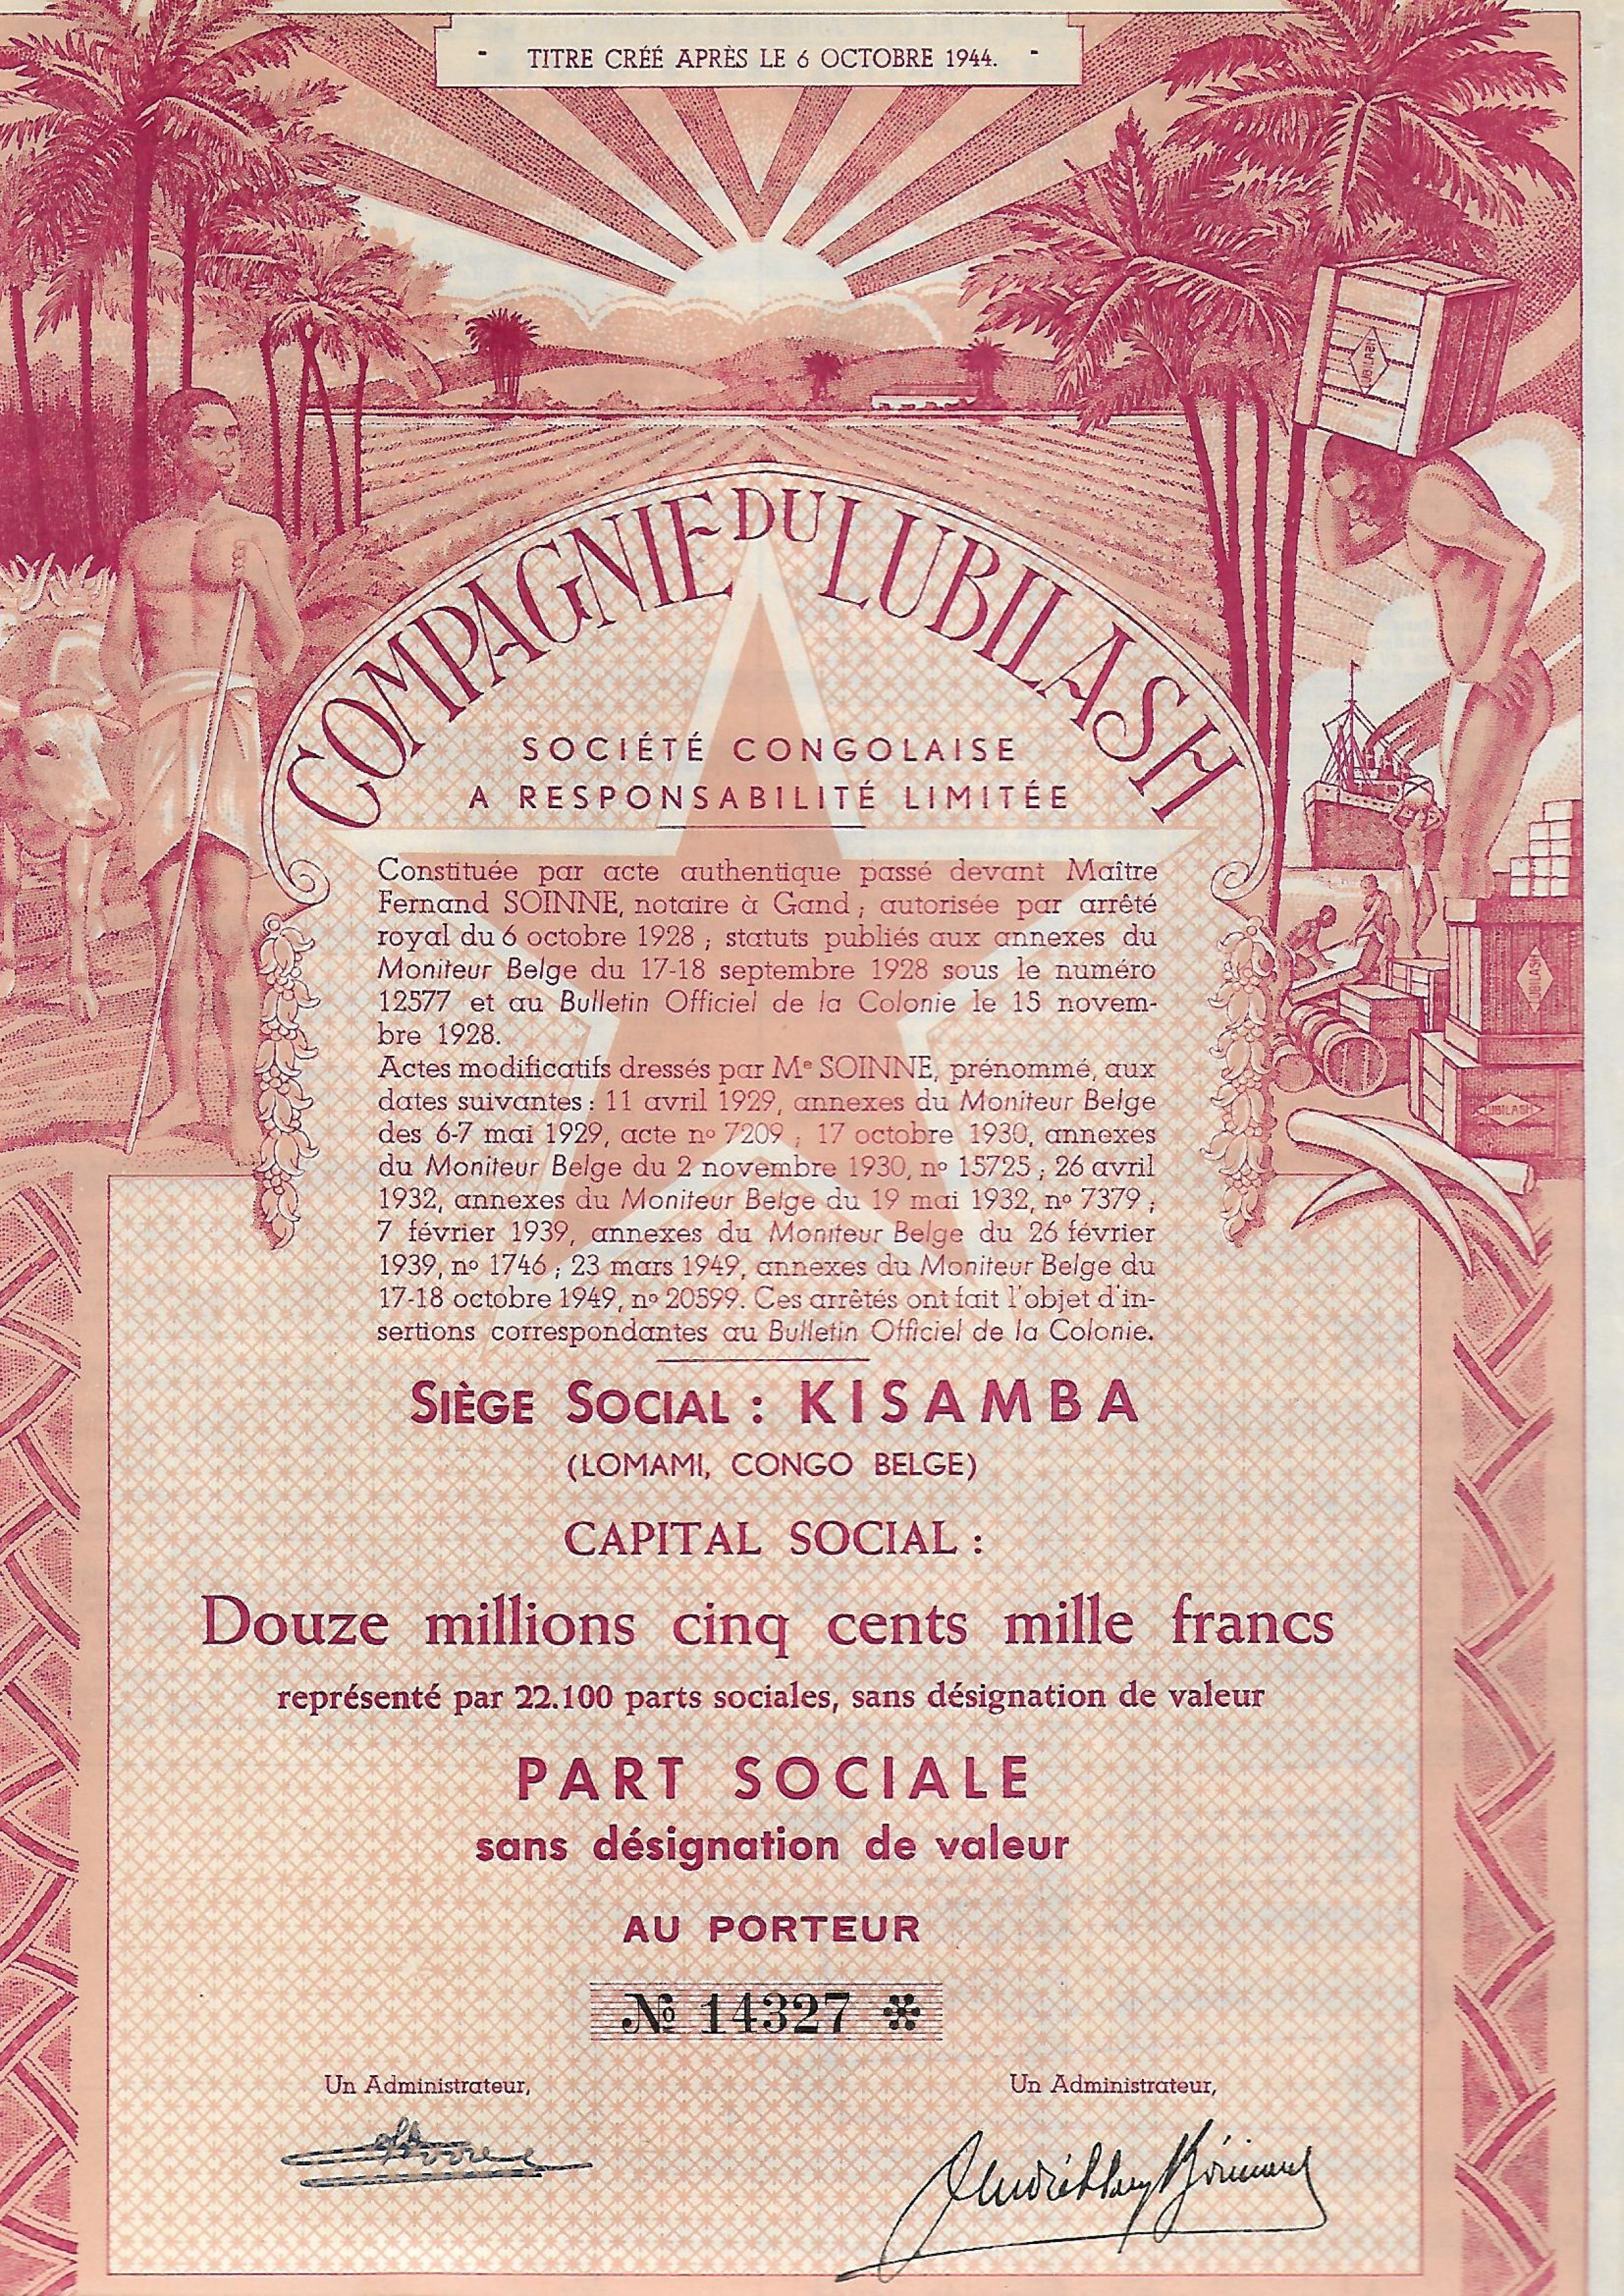 - TITRE CRÉÉ APRÈS LE 6 OCTOBRE 1944. -
LUBILASH
COMPAGNIE DU LUBILASH
SOCIÉTÉ CONGOLAISE
A RESPONSABILITÉ LIMITÉE
Constituée par acte authentique passé devant Maître
Fernand SOINNE, notaire à Gand ; autorisée par arrêté
royal du 6 octobre 1928 ; statuts publiés aux annexes du
Moniteur Belge du 17-18 septembre 1928 sous le numéro
12577 et au Bulletin Officiel de la Colonie le 15 novem-
bre 1928.
Actes modificatifs dressés par Me SOINNE, prénommé, aux
dates suivantes : 11 avril 1929, annexes du Moniteur Belge
des 6-7 mai 1929, acte no 7209 ; 17 octobre 1930, annexes
du Moniteur Belge du 2 novembre 1930, no 15725 ; 26 avril
1932, annexes du Moniteur Belge du 19 mai 1932, no 7379 ;
7 février 1939, annexes du Moniteur Belge du 26 février
1939, no 1746 ; 23 mars 1949, annexes du Moniteur Belge du
17-18 octobre 1949, no 20599. Ces arrêtés ont fait l'objet d'in-
sertions correspondantes au Bulletin Officiel de la Colonie.
LUBILASH
LUBILASH
SIÈGE SOCIAL : KISAMBA
(LOMAMI, CONGO BELGE)
CAPITAL SOCIAL :
Douze millions cinq cents mille francs
représenté par 22.100 parts sociales, sans désignation de valeur
PART SOCIALE
sans désignation de valeur
AU PORTEUR
No 14327 *
Un Administrateur,
Un Administrateur,